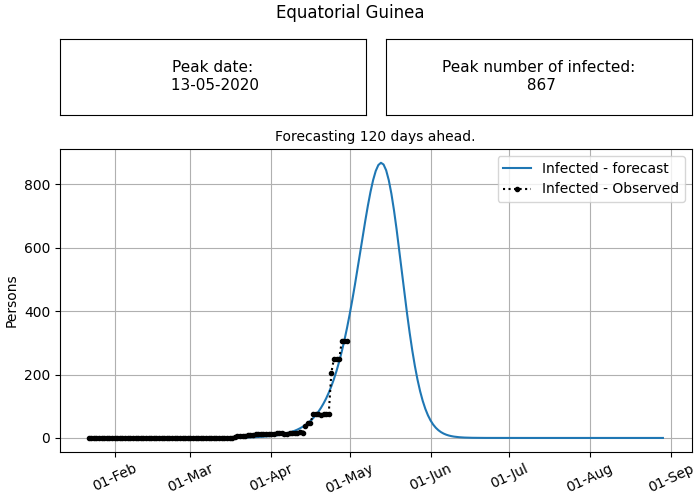 Equatorial Guinea
Peak date:
13-05-2020
Peak number of infected:
867
Forecasting 120 days ahead.
Infected - forecast
Infected - Observed
Persons
800
600
400
200
0
01-Feb
01-Mar
01-Apr
01-May
01-Jun
01-Jul
01-Aug
01-Sep